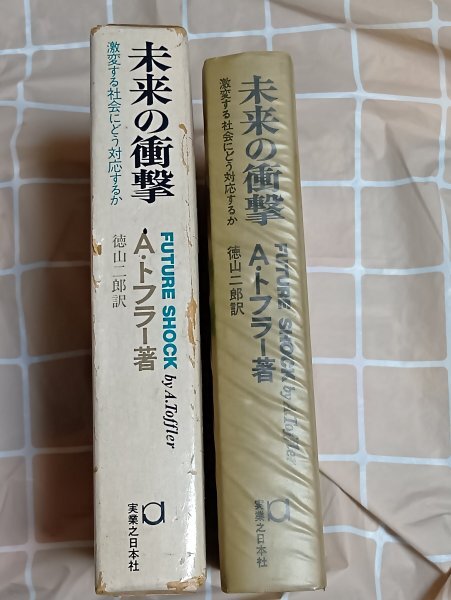 未来の衝撃
激変する社会にどう対応するか
FUTURE SHOCK by A.Toffler
A・トフラー著
徳山二郎訳
実業之日本社
未来の衝撃
激変する社会にどう対応するか
FUTURE SHOCK by A.Toffler
A・トフラー著
徳山二郎訳
実業之日本社